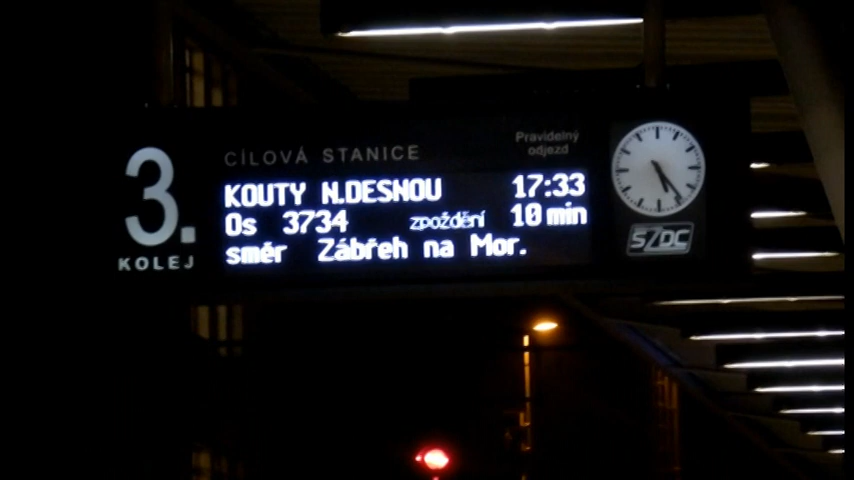 3.
KOLEJ
CÍLOVÁ STANICE
Pravidelný
odjezd
KOUTY N.DESNOU 17:33
Os 3734 zpoždění 10 min
směr Zábřeh na Mor.
SŽDC